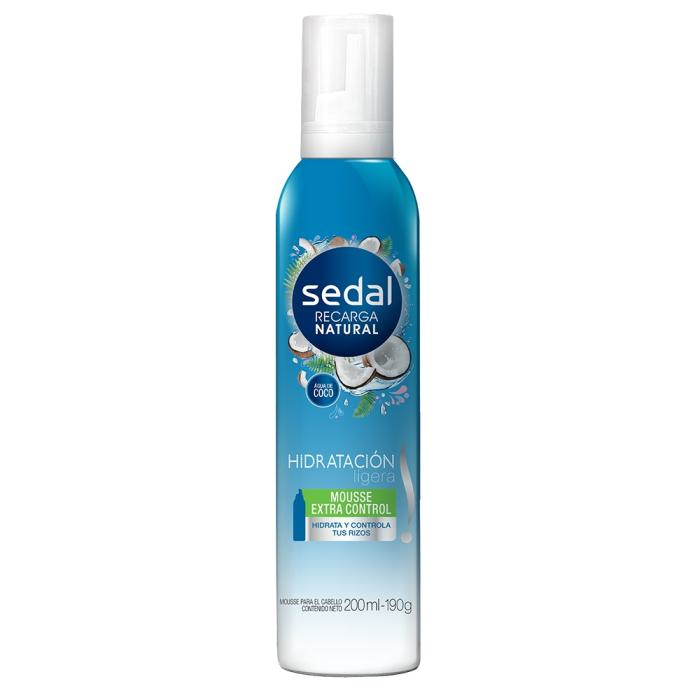 sedal
RECARGA
NATURAL
AGUA DE
COCO
HIDRATACIÓN
ligera
MOUSSE
EXTRA CONTROL
HIDRATA Y CONTROLA
TUS RIZOS
MOUSSE PARA EL CABELLO
CONTENIDO NETO 200ml-190g